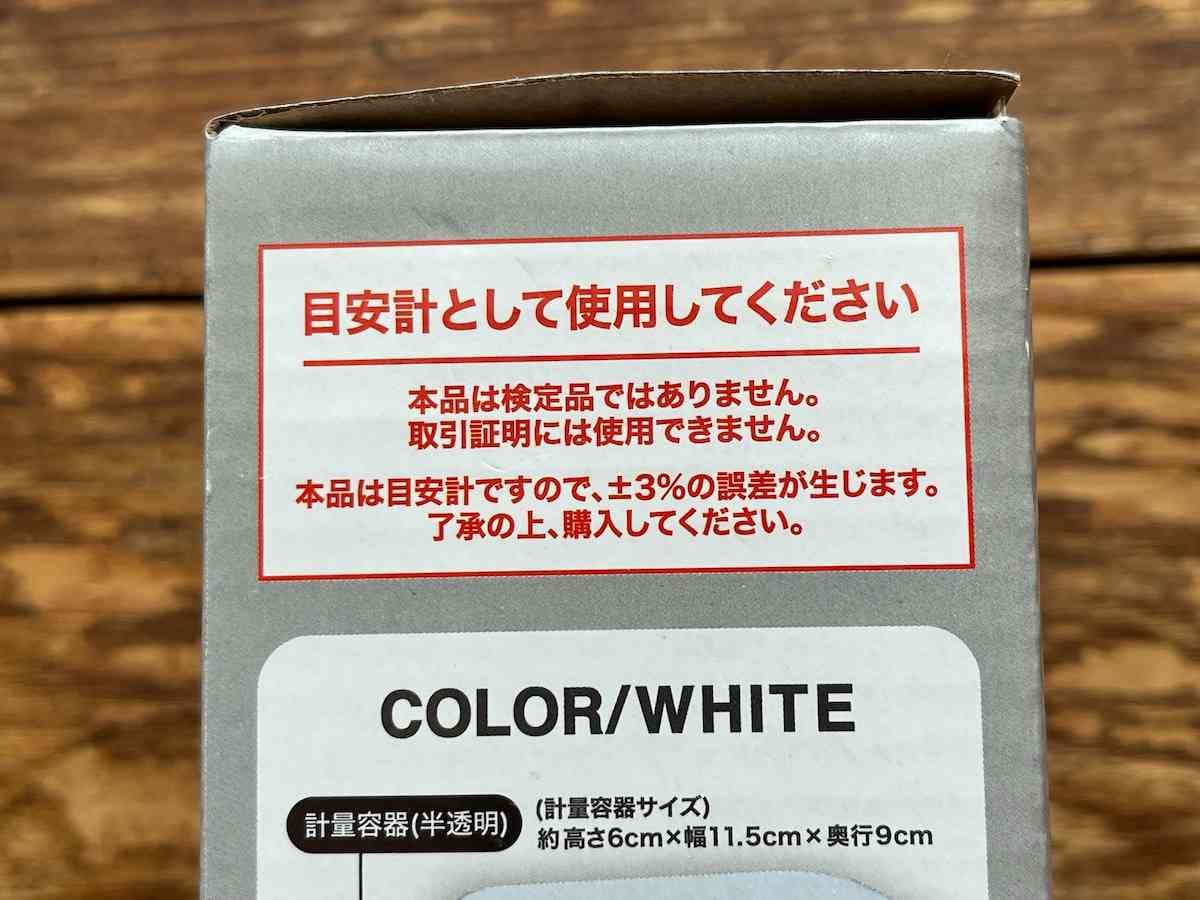 目安計として使用してください
本品は検定品ではありません。
取引証明には使用できません。
本品は目安計ですので、±3%の誤差が生じます。
了承の上、購入してください。
COLOR/WHITE
計量容器(半透明)
(計量容器サイズ)
約高さ6cm×幅11.5cm×奥行9cm